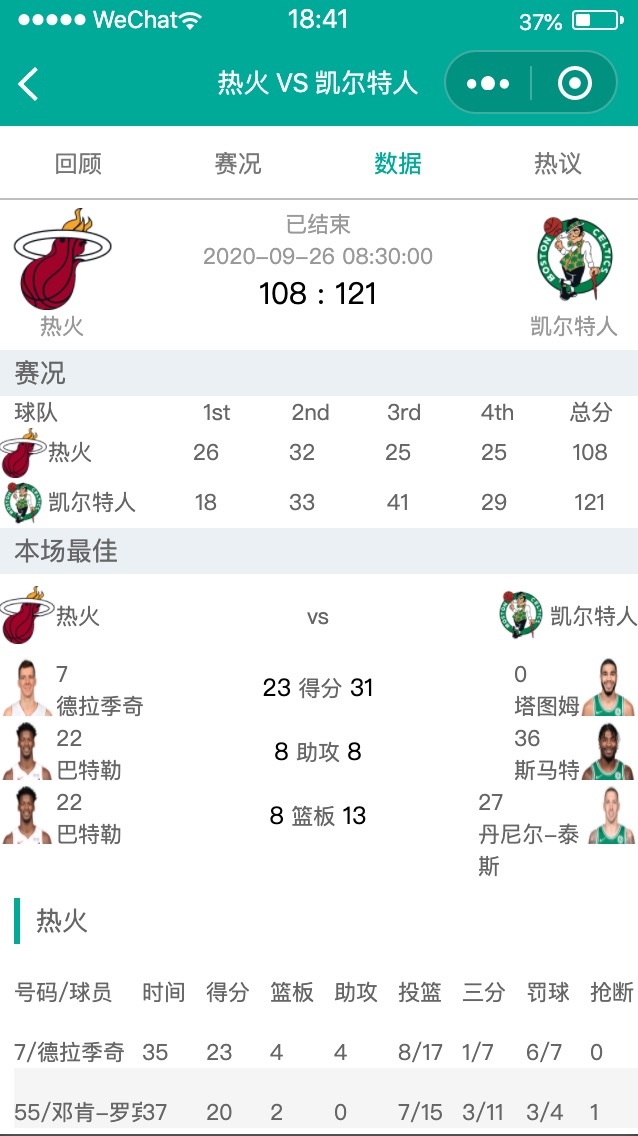 WeChat 18:41 37%
热火 VS 凯尔特人
回顾 赛况 数据 热议
已结束
2020-09-26 08:30:00
108 : 121
热火 凯尔特人
BOSTON CELTICS
赛况
球队 1st 2nd 3rd 4th 总分
热火 26 32 25 25 108
凯尔特人 18 33 41 29 121
本场最佳
热火 vs 凯尔特人
7 0
德拉季奇 23 得分 31 塔图姆
22 36
巴特勒 8 助攻 8 斯马特
22 27
巴特勒 8 篮板 13 丹尼尔-泰
斯
热火
号码/球员 时间 得分 篮板 助攻 投篮 三分 罚球 抢断
7/德拉季奇 35 23 4 4 8/17 1/7 6/7 0
55/邓肯-罗宾 37 20 2 0 7/15 3/11 3/4 1